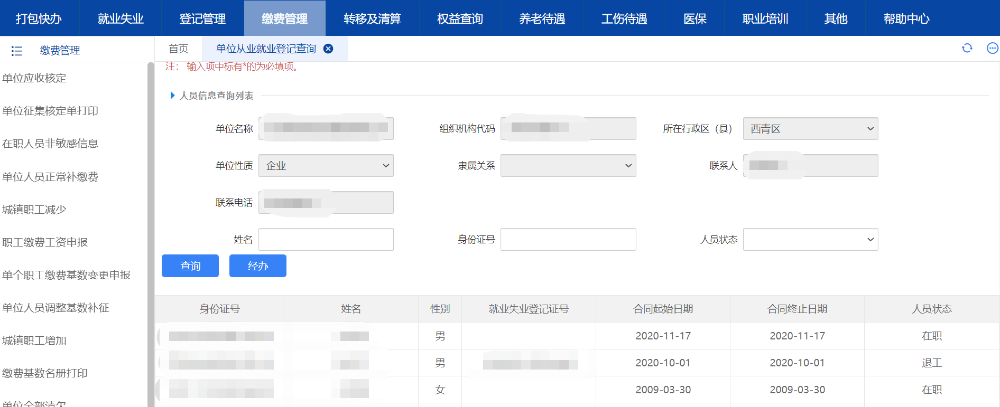 打包快办 就业失业 登记管理 缴费管理 转移及清算 权益查询 养老待遇 工伤待遇 医保 职业培训 其他 帮助中心
缴费管理
首页 单位从业就业登记查询
注： 输入项中标有*的为必填项。
单位应收核定
单位征集核定单打印
在职人员非敏感信息
单位人员正常补缴费
城镇职工减少
职工缴费工资申报
单个职工缴费基数变更申报
单位人员调整基数补征
城镇职工增加
缴费基数名册打印
单位全部清欠
人员信息查询列表
单位名称 组织机构代码 所在行政区（县） 西青区
单位性质 企业 隶属关系 联系人
联系电话
姓名 身份证号 人员状态
查询 经办
身份证号 姓名 性别 就业失业登记证号 合同起始日期 合同终止日期 人员状态
男 2020-11-17 2020-11-17 在职
男 2020-10-01 2020-10-01 退工
女 2009-03-30 2009-03-30 在职